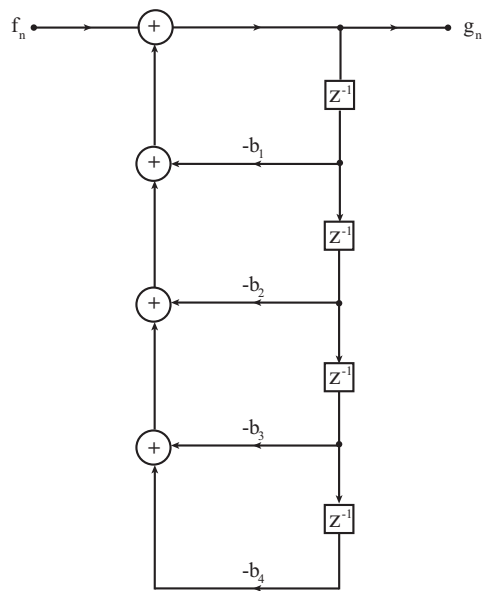 fₙ + gₙ
z⁻¹
+ -b₁
z⁻¹
+ -b₂
z⁻¹
+ -b₃
z⁻¹
-b₄